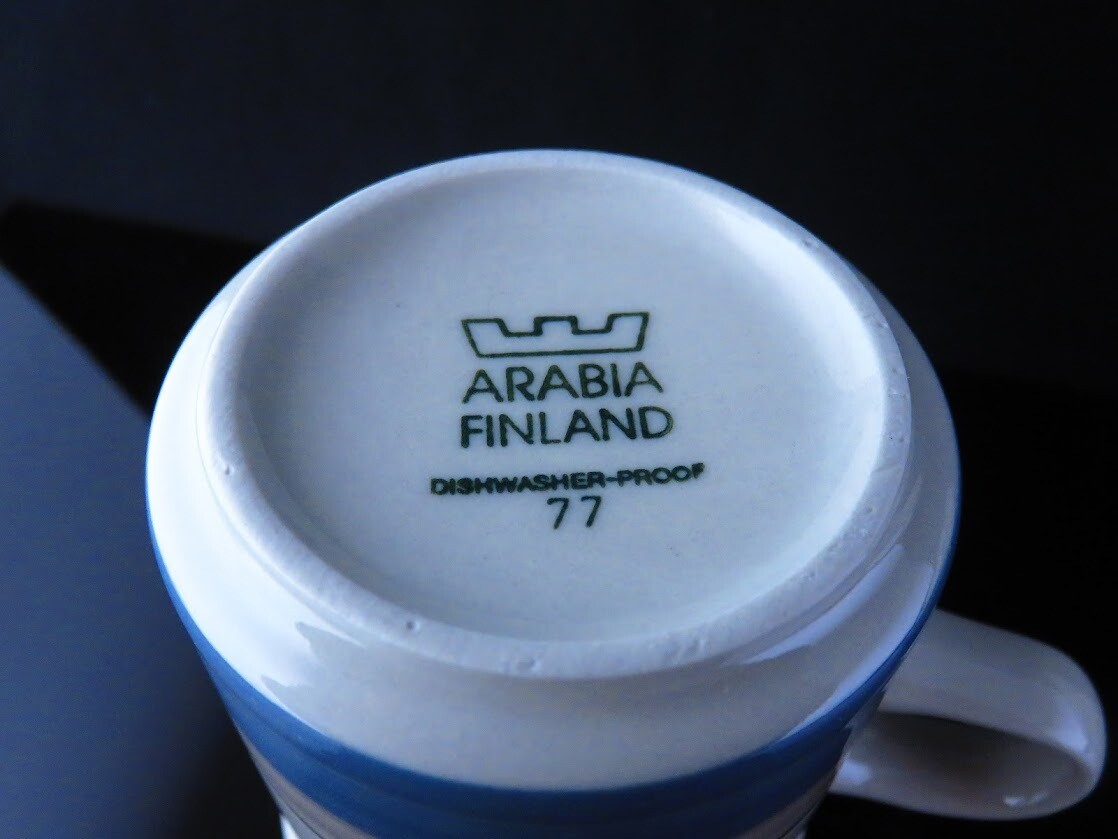 ARABIA
FINLAND
DISHWASHER-PROOF
77